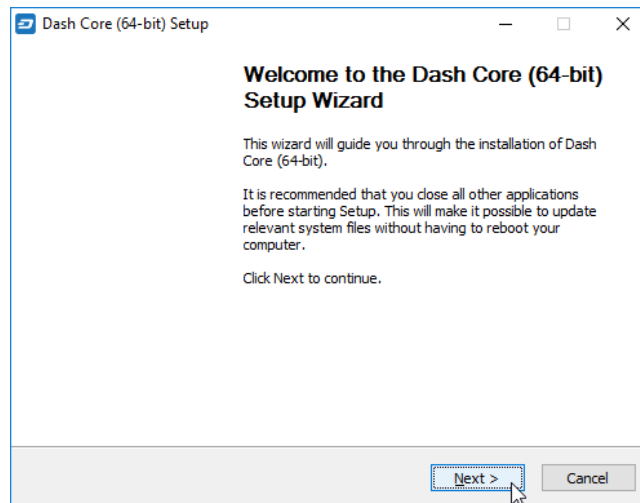 Dash Core (64-bit) Setup
Welcome to the Dash Core (64-bit)
Setup Wizard
This wizard will guide you through the installation of Dash
Core (64-bit).
It is recommended that you close all other applications
before starting Setup. This will make it possible to update
relevant system files without having to reboot your
computer.
Click Next to continue.
Next >
Cancel